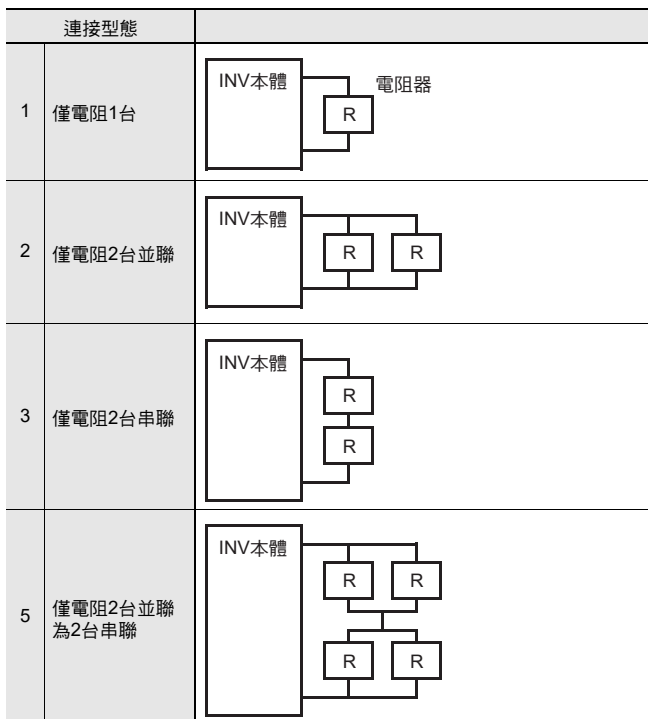 連接型態
1
僅電阻1台
INV本體
電阻器
R
2
僅電阻2台並聯
INV本體
R R
3
僅電阻2台串聯
INV本體
R
R
5
僅電阻2台並聯
為2台串聯
INV本體
R R
R R